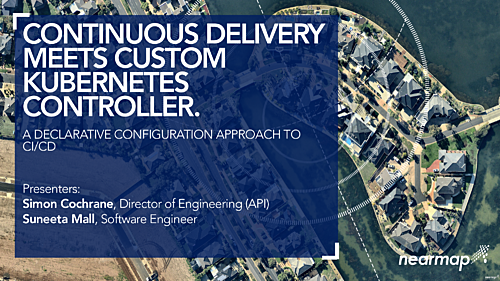 CONTINUOUS DELIVERY
MEETS CUSTOM
KUBERNETES
CONTROLLER.
A DECLARATIVE CONFIGURATION APPROACH TO
CI/CD
Presenters:
Simon Cochrane, Director of Engineering (API)
Suneeta Mall, Software Engineer
nearmap